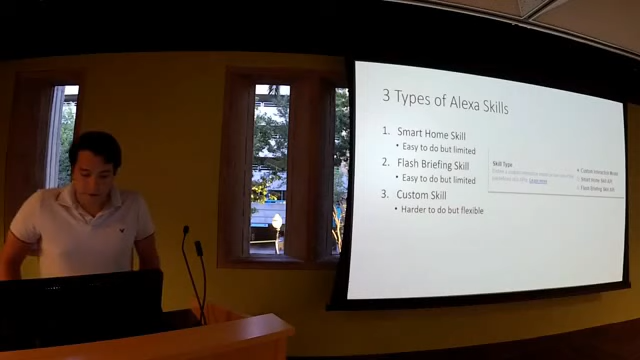 3 Types of Alexa Skills
1. Smart Home Skill
• Easy to do but limited
2. Flash Briefing Skill
• Easy to do but limited
3. Custom Skill
• Harder to do but flexible
Skill Type
Custom Interaction Model
Smart Home Skill API
Flash Briefing Skill API